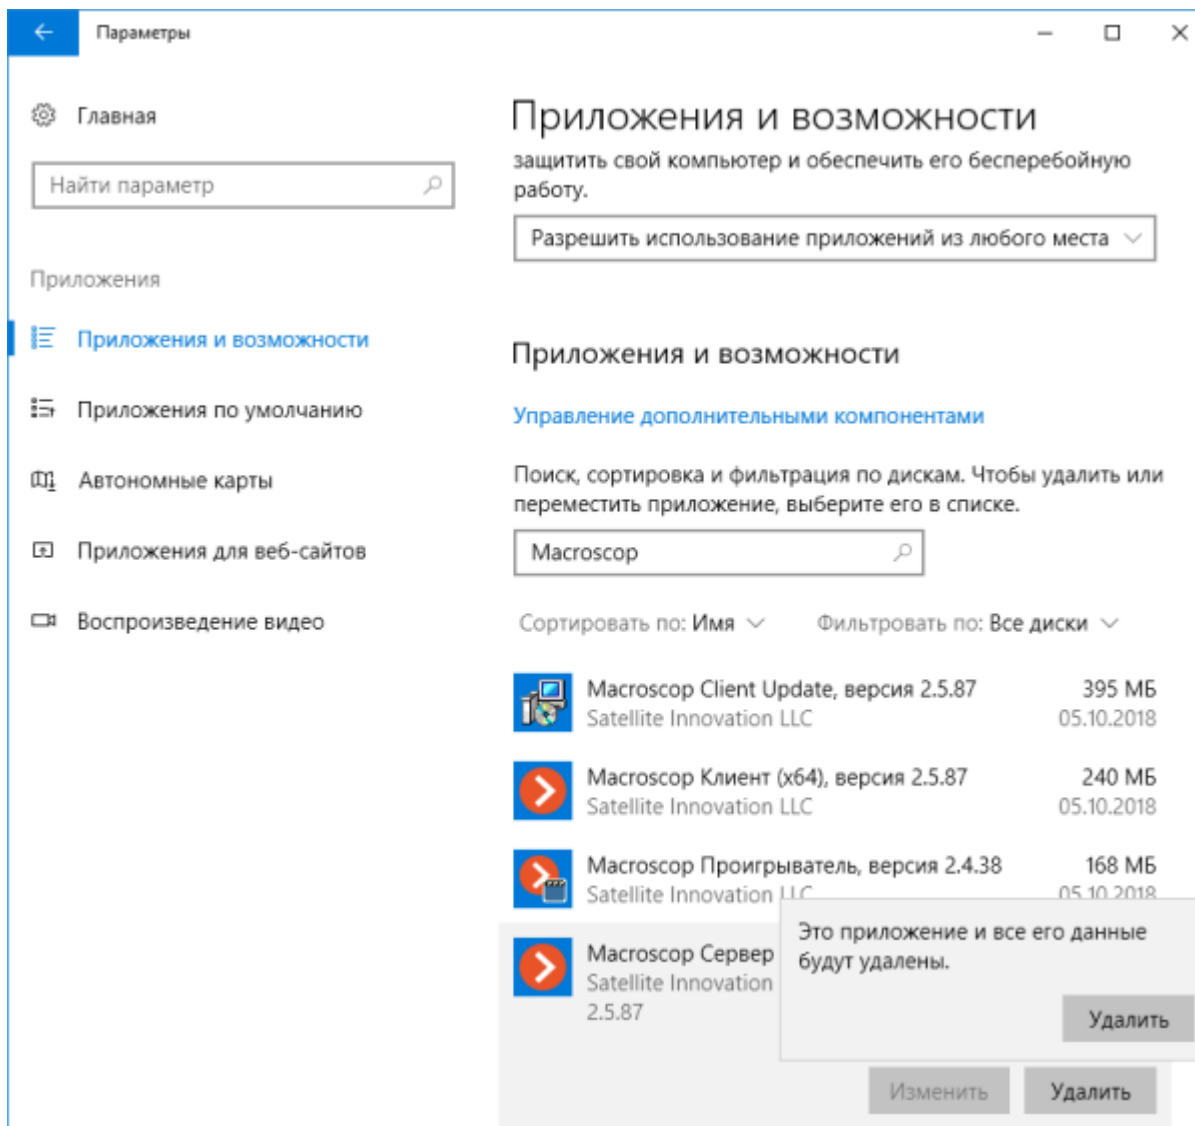 Параметры
Главная
Найти параметр
Приложения
Приложения и возможности
Приложения по умолчанию
Автономные карты
Приложения для веб-сайтов
Воспроизведение видео
Приложения и возможности
защитить свой компьютер и обеспечить его бесперебойную
работу.
Разрешить использование приложений из любого места
Приложения и возможности
Управление дополнительными компонентами
Поиск, сортировка и фильтрация по дискам. Чтобы удалить или
переместить приложение, выберите его в списке.
Macroscop
Сортировать по: Имя Фильтровать по: Все диски
Macroscop Client Update, версия 2.5.87 395 МБ
Satellite Innovation LLC 05.10.2018
Macroscop Клиент (x64), версия 2.5.87 240 МБ
Satellite Innovation LLC 05.10.2018
Macroscop Проигрыватель, версия 2.4.38 168 МБ
Satellite Innovation LLC 05.10.2018
Macroscop Сервер
Satellite Innovation
2.5.87
Это приложение и все его данные
будут удалены.
Удалить
Изменить Удалить